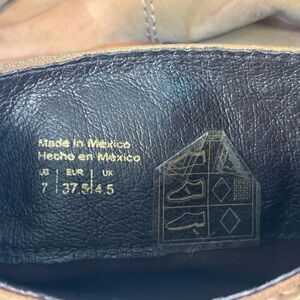 Made in Mexico
Hecho en Mexico
US | EUR | UK
7 | 37.5 | 4.5